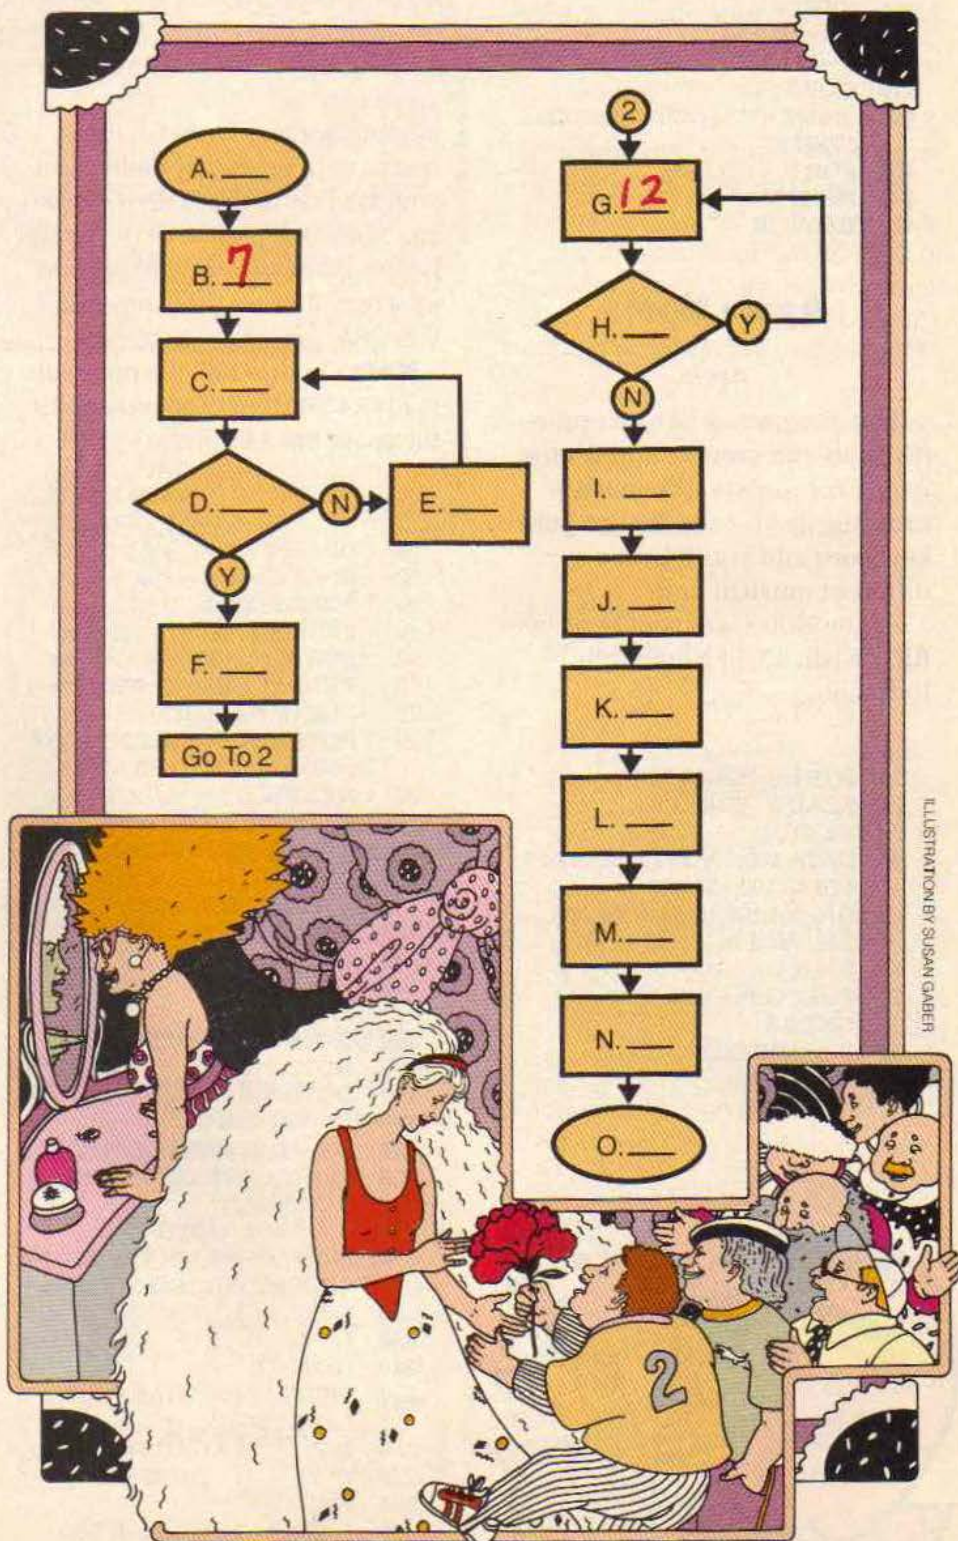 A. ___
B. 7
C. ___
D. ___
N
E. ___
Y
F. ___
Go To 2
2
G. 12
H. ___
Y
N
I. ___
J. ___
K. ___
L. ___
M. ___
N. ___
O. ___
ILLUSTRATION BY SUSAN GABER
2